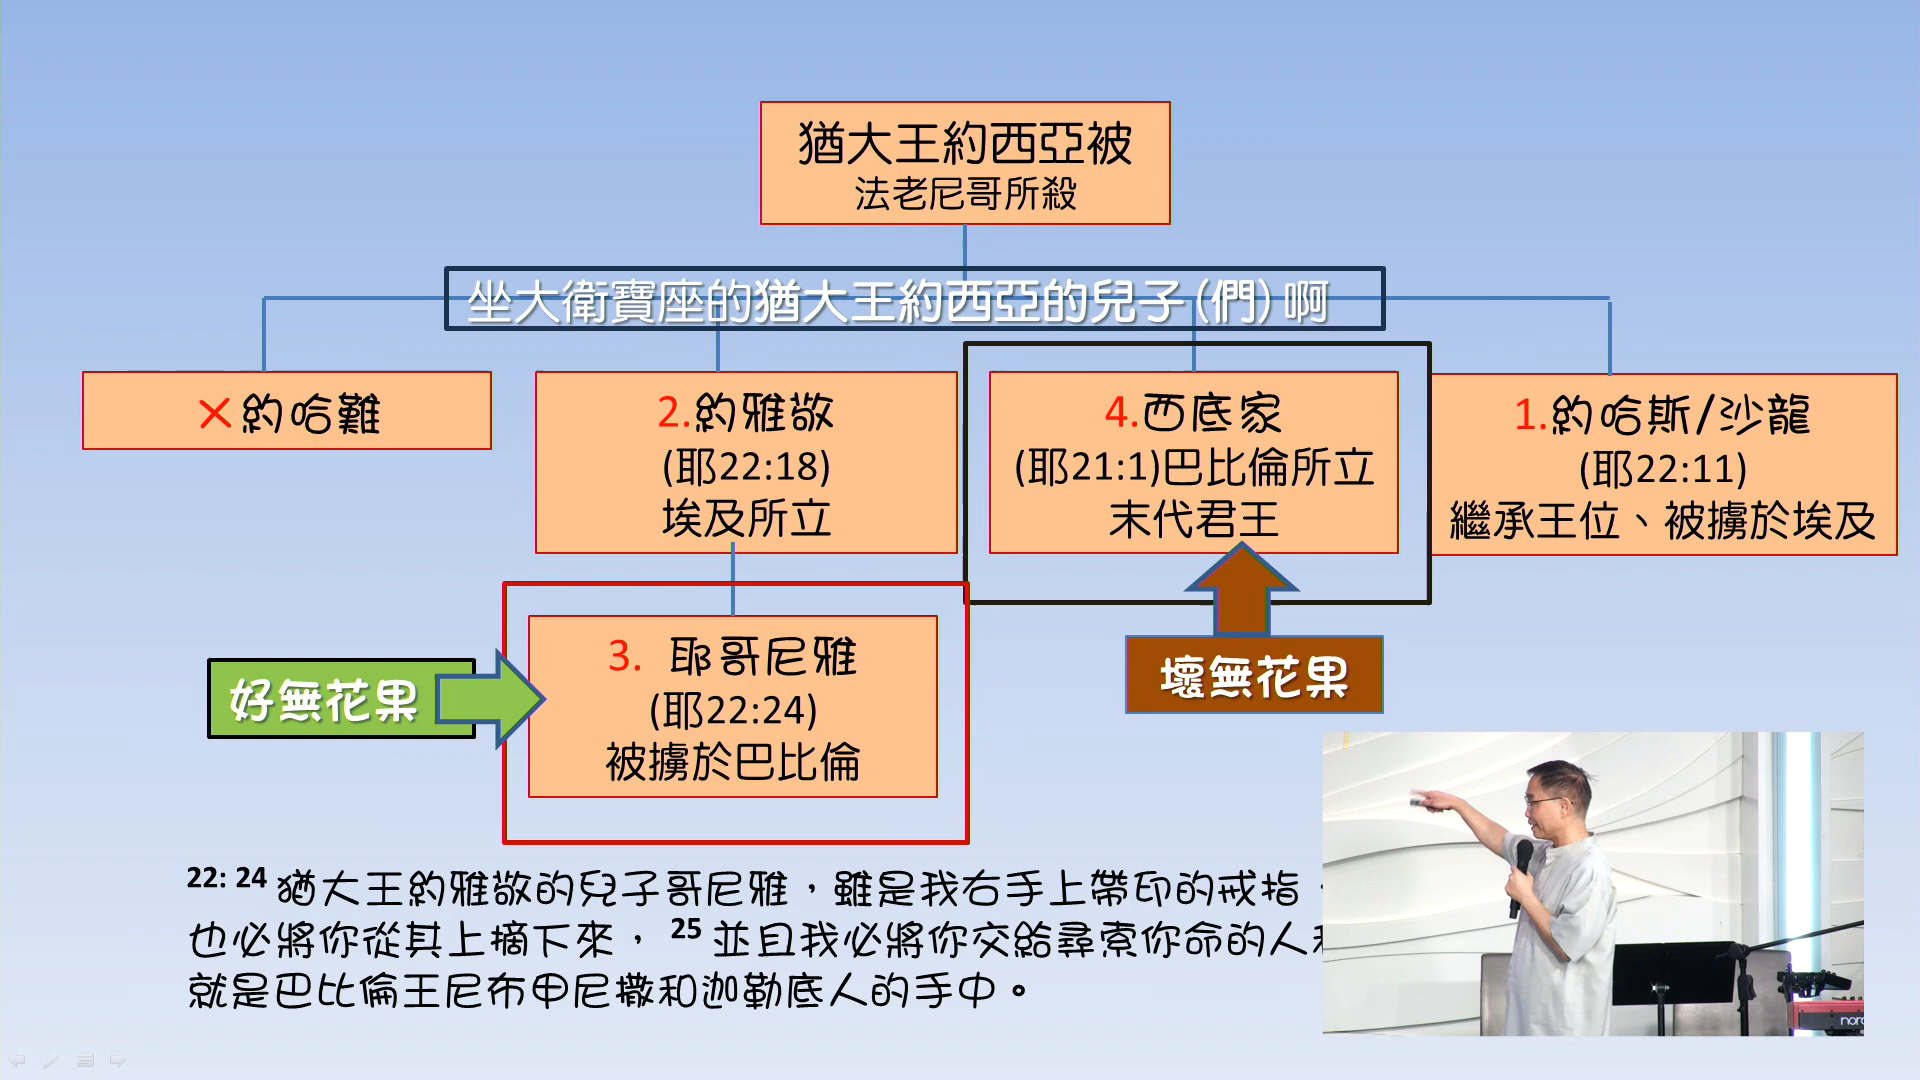 猶大王約西亞被
法老尼哥所殺
坐大衛寶座的猶大王約西亞的兒子(們)啊
×約哈難
2.約雅敬
(耶22:18)
埃及所立
4.西底家
(耶21:1)巴比倫所立
末代君王
1.約哈斯/沙龍
(耶22:11)
繼承王位、被擄於埃及
好無花果
3. 耶哥尼雅
(耶22:24)
被擄於巴比倫
壞無花果
22: 24 猶大王約雅敬的兒子哥尼雅，雖是我右手上帶印的戒指，
也必將你從其上摘下來， 25 並且我必將你交給尋索你命的人和
就是巴比倫王尼布甲尼撒和迦勒底人的手中。
nord